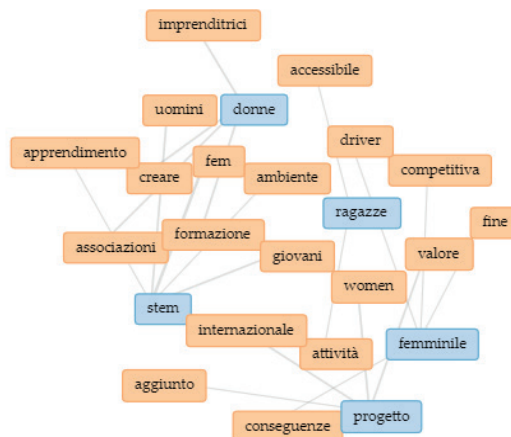 imprenditrici
accessibile
uomini
donne
driver
apprendimento
fem
creare
ambiente
competitiva
ragazze
fine
formazione
associazioni
giovani
valore
women
stem
internazionale
femminile
attività
aggiunto
progetto
conseguenze